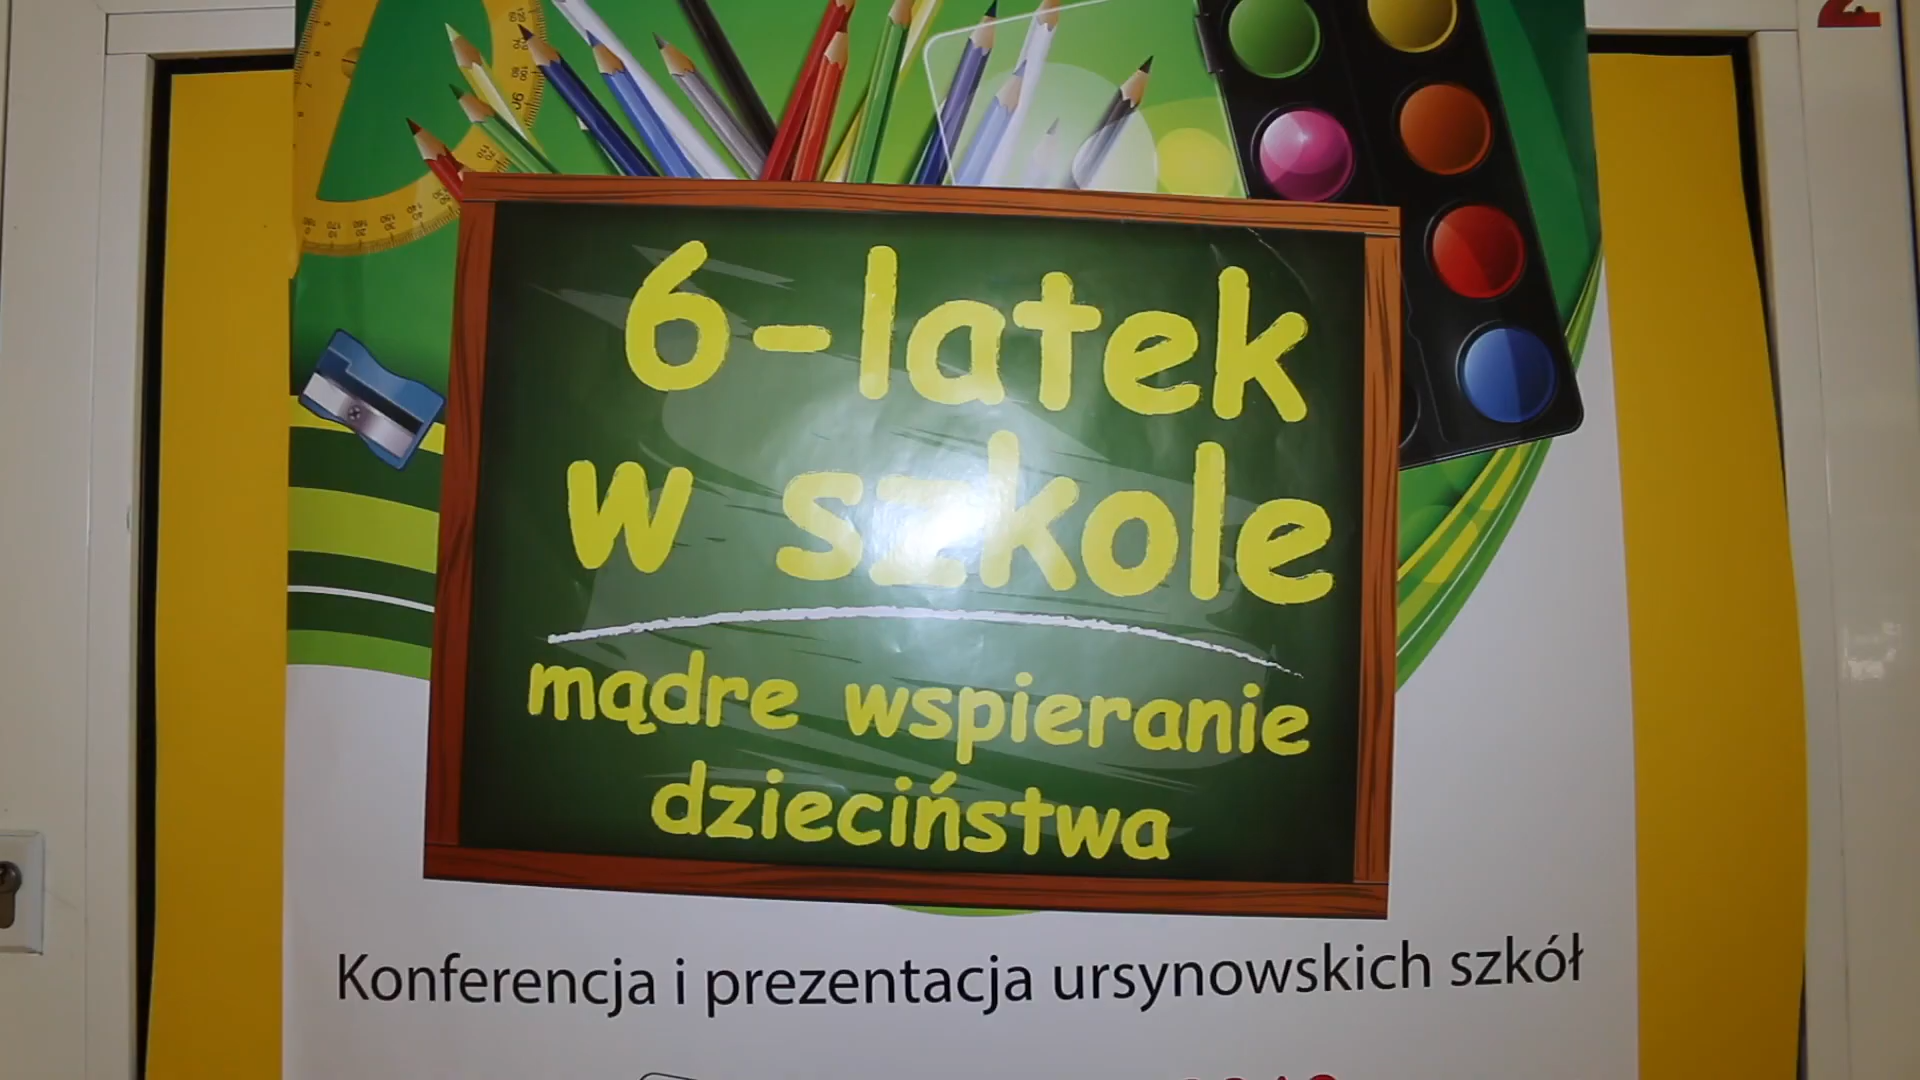 6-latek
w szkole
mądre wspieranie
dzieciństwa
Konferencja i prezentacja ursynowskich szkół